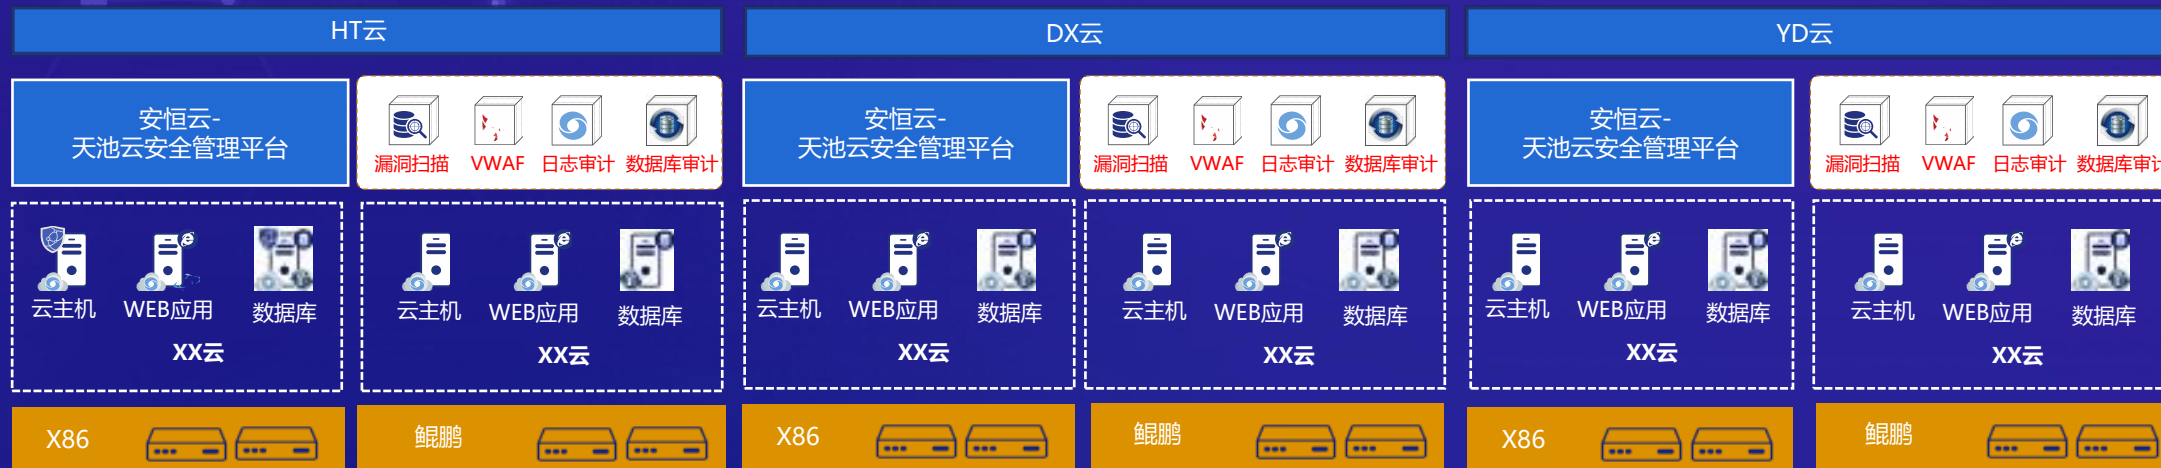 HT云
DX云
YD云
安恒云-
天池云安全管理平台
漏洞扫描 VWAF 日志审计 数据库审计
安恒云-
天池云安全管理平台
漏洞扫描 VWAF 日志审计 数据库审计
安恒云-
天池云安全管理平台
漏洞扫描 VWAF 日志审计 数据库审计
云主机 WEB应用 数据库
XX云
云主机 WEB应用 数据库
XX云
云主机 WEB应用 数据库
XX云
云主机 WEB应用 数据库
XX云
云主机 WEB应用 数据库
XX云
云主机 WEB应用 数据库
XX云
X86
鲲鹏
X86
鲲鹏
X86
鲲鹏